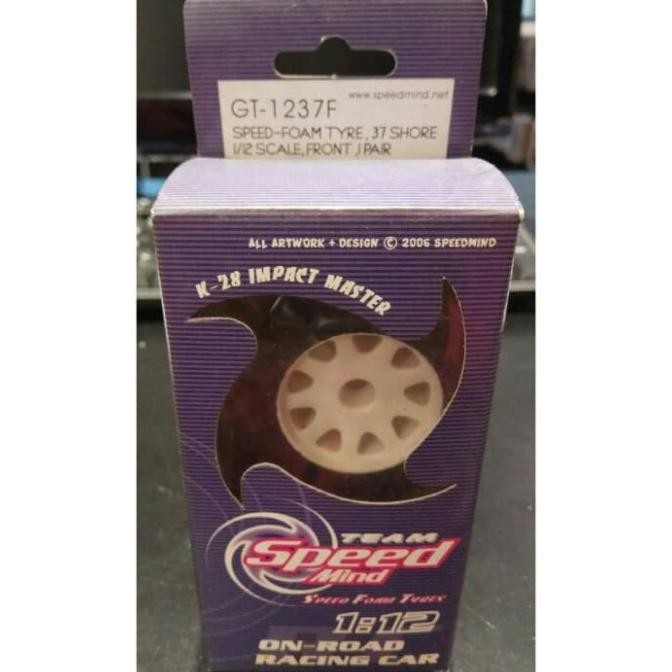 www.speedmind.net
GT-1237F
SPEED-FOAM TYRE, 37 SHORE
1/12 SCALE, FRONT ,1 PAIR
ALL ARTWORK + DESIGN © 2006 SPEEDMIND
K-28 IMPACT MASTER
TEAM
Speed
Mind
SPEED FOAM TYRES
1:12
ON-ROAD
RACING CAR